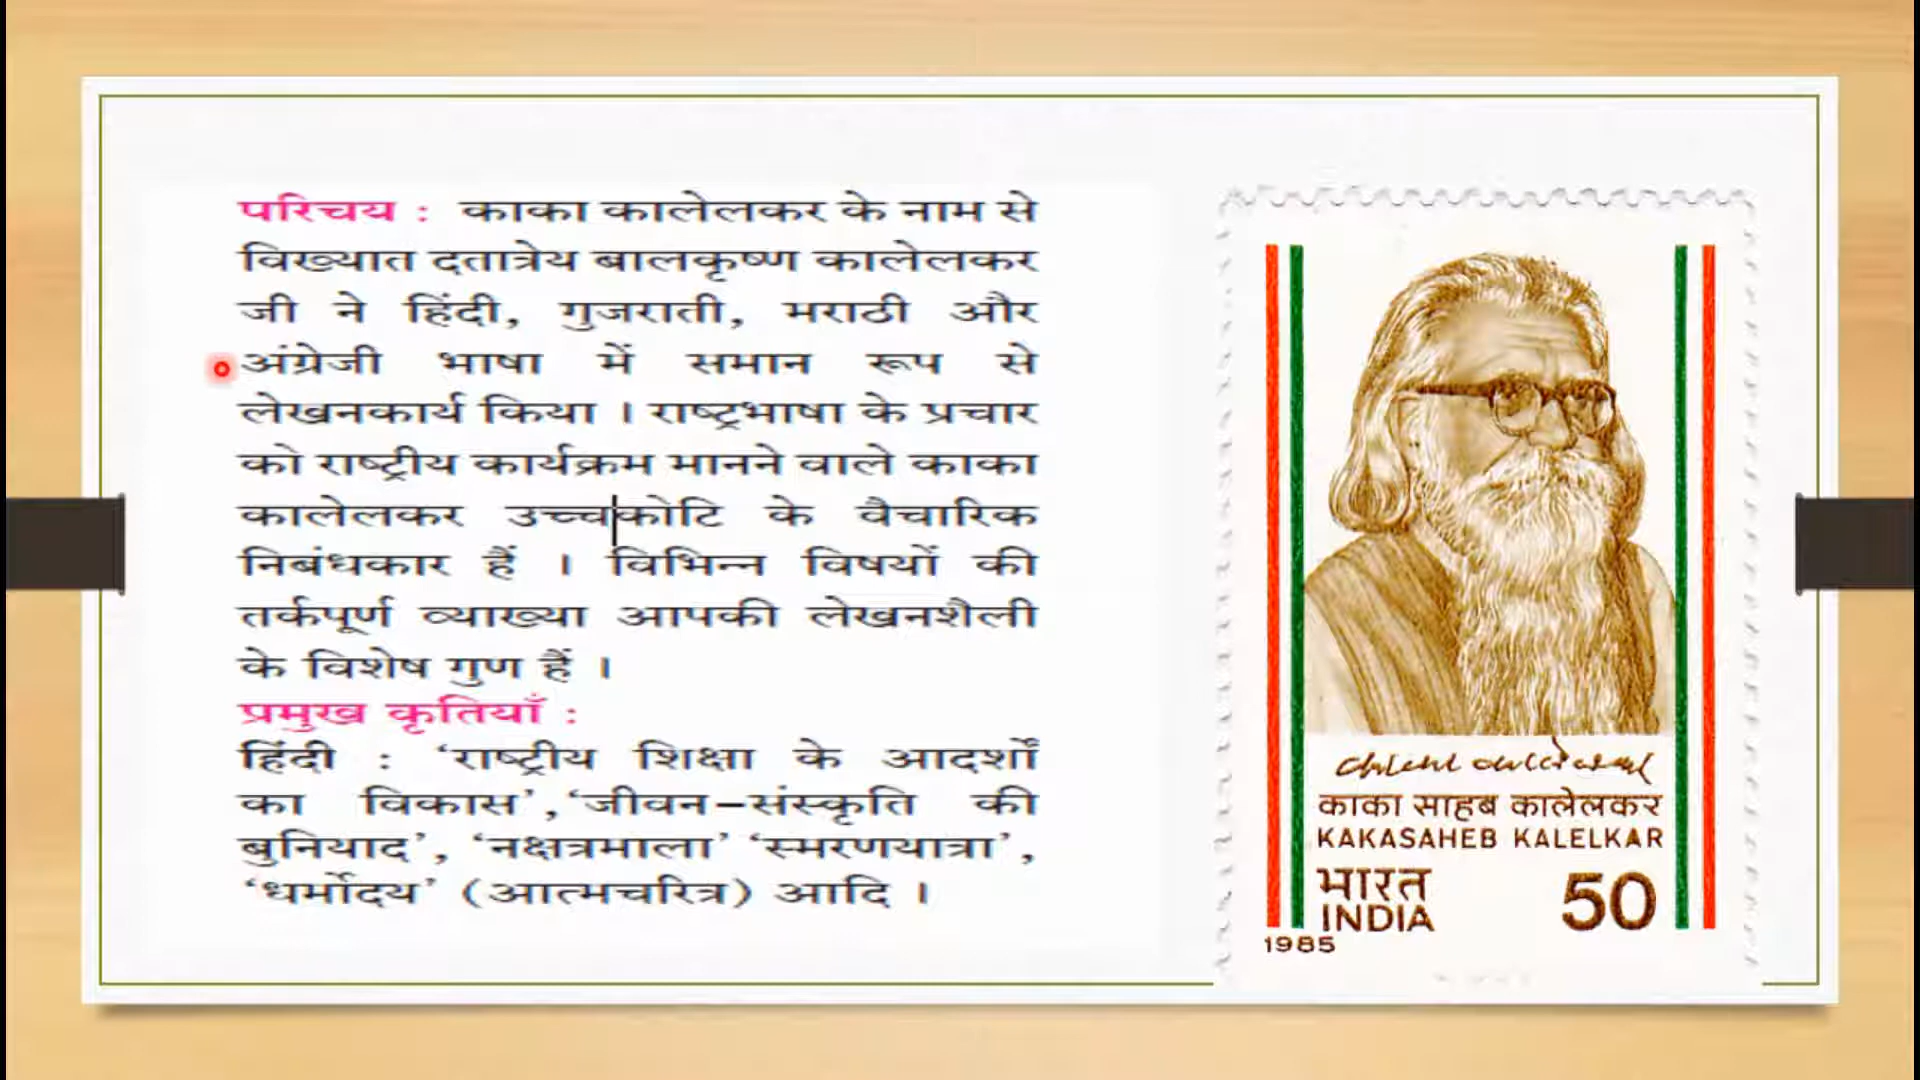 परिचय : काका कालेलकर के नाम से
विख्यात दतात्रेय बालकृष्ण कालेलकर
जी ने हिंदी, गुजराती, मराठी और
अंग्रेजी भाषा में समान रूप से
लेखनकार्य किया । राष्ट्रभाषा के प्रचार
को राष्ट्रीय कार्यक्रम मानने वाले काका
कालेलकर उच्चकोटि के वैचारिक
निबंधकार हैं । विभिन्न विषयों की
तर्कपूर्ण व्याख्या आपकी लेखनशैली
के विशेष गुण हैं ।
प्रमुख कृतियाँ :
हिंदी : ‘राष्ट्रीय शिक्षा के आदर्शों
का विकास’,‘जीवन–संस्कृति की
बुनियाद’, ‘नक्षत्रमाला’ ‘स्मरणयात्रा’,
‘धर्मोदय’ (आत्मचरित्र) आदि ।
काका साहब कालेलकर
KAKASAHEB KALELKAR
भारत
INDIA 50
1985